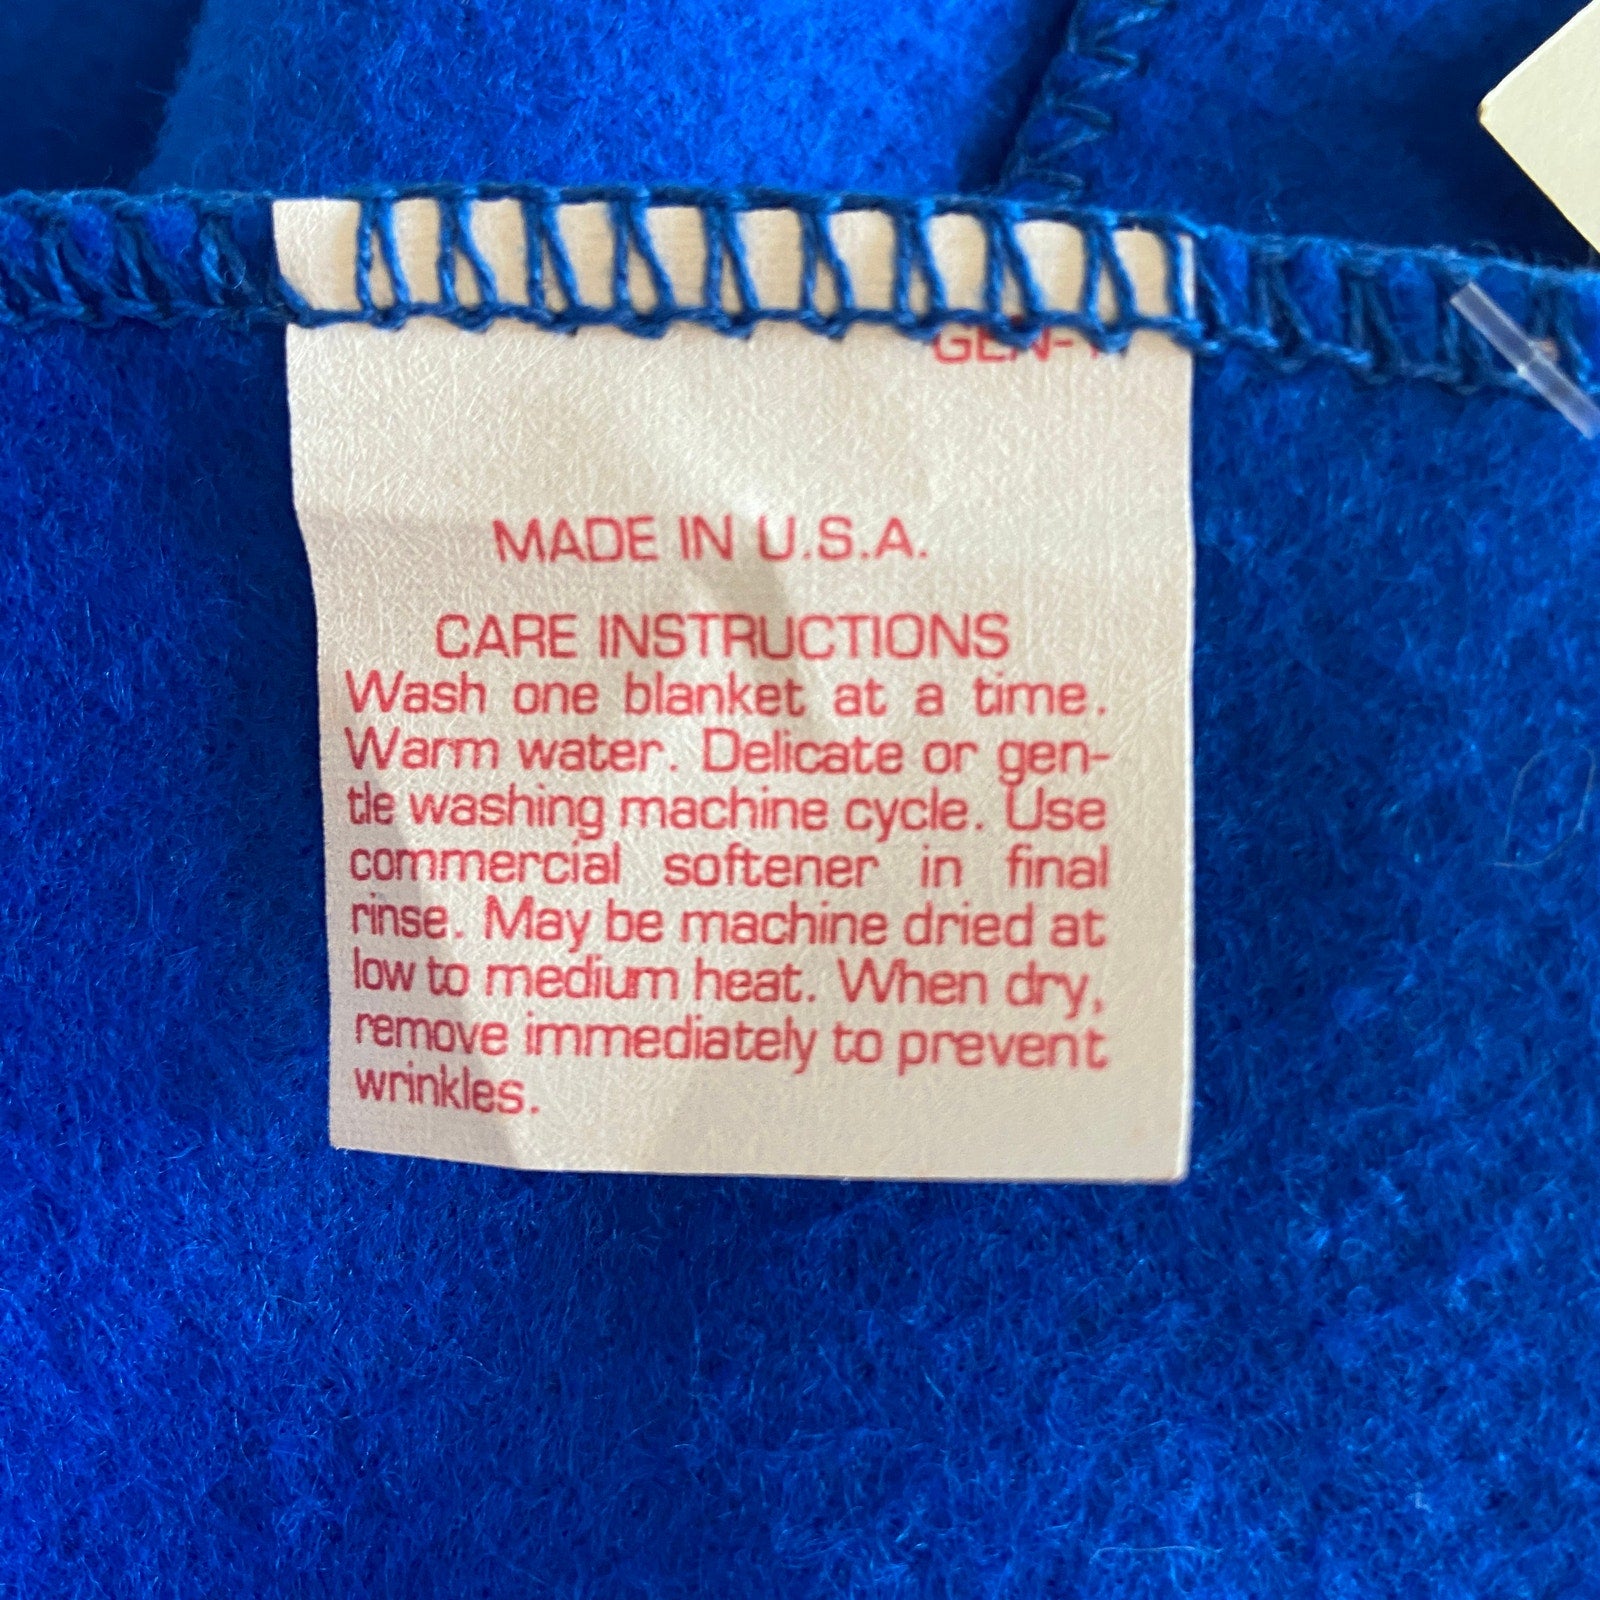 MADE IN U.S.A.
CARE INSTRUCTIONS
Wash one blanket at a time.
Warm water. Delicate or gen-
tle washing machine cycle. Use
commercial softener in final
rinse. May be machine dried at
low to medium heat. When dry,
remove immediately to prevent
wrinkles.